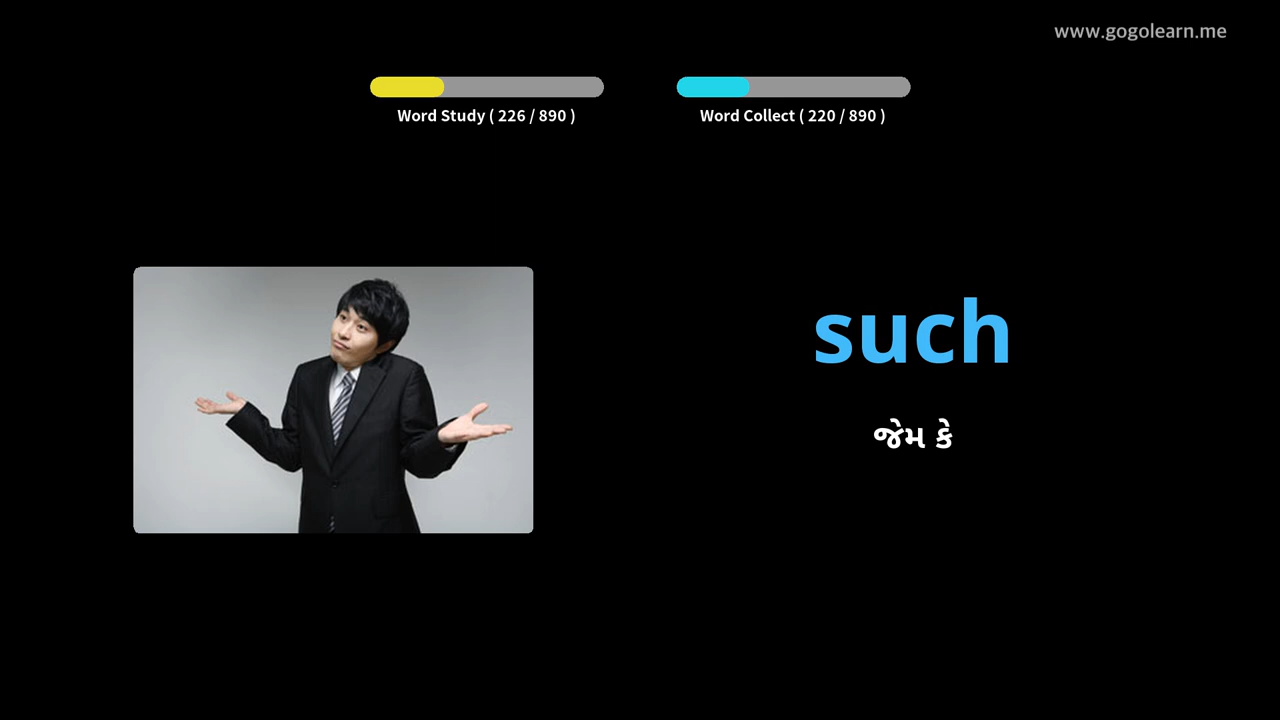 www.gogolearn.me
Word Study ( 226 / 890 )
Word Collect ( 220 / 890 )
such
જેમ કે